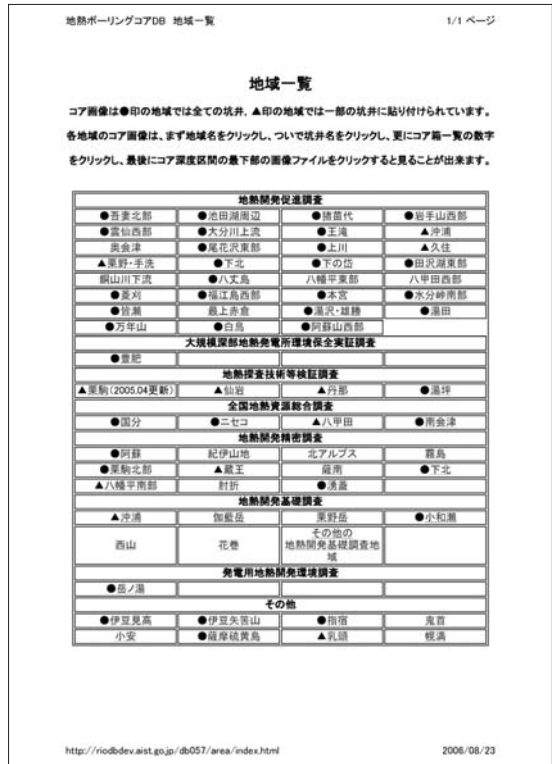 地熱ボーリングコアDB 地域一覧 1/1 ページ
地域一覧
コア画像は●印の地域では全ての坑井，▲印の地域では一部の坑井に貼り付けられています。
各地域のコア画像は、まず地域名をクリックし、ついで坑井名をクリックし、更にコア箱一覧の数字
をクリックし、最後にコア深度区間の最下部の画像ファイルをクリックすると見ることが出来ます。
地熱開発促進調査
●吾妻北部 ●池田湖周辺 ●猪苗代 ●岩手山西部
●雲仙西部 ●大分川上流 ●王滝 ▲沖浦
奥会津 ●尾花沢東部 ●上川 ▲久住
▲栗野・手洗 ●下北 ●下の岱 ●田沢湖東部
銅山川下流 ●八丈島 八幡平東部 八甲田西部
●菱刈 ●福江島西部 ●本宮 ●水分峠南部
●皆瀬 最上赤倉 ●湯沢・雄勝 ●湯田
●万年山 ●白鳥 ●阿蘇山西部
大規模深部地熱発電所環境保全実証調査
●豊肥
地熱探査技術等検証調査
▲栗駒(2005.04更新) ▲仙岩 ▲丹那 ●湯坪
全国地熱資源総合調査
●国分 ●ニセコ ▲八甲田 ●南会津
地熱開発精密調査
●阿蘇 紀伊山地 北アルプス 霧島
●栗駒北部 ▲蔵王 薩南 ●下北
▲八幡平南部 肘折 ●湧蓋
地熱開発基礎調査
▲沖浦 伽藍岳 栗野岳 ●小和瀬
西山 花巻 その他の
地熱開発基礎調査地
域
発電用地熱開発環境調査
●岳ノ湯
その他
●伊豆見高 ●伊豆矢筈山 ●指宿 鬼首
小安 ●薩摩硫黄島 ▲乳頭 幌満
http://riodbdev.aist.go.jp/db057/area/index.html 2006/08/23